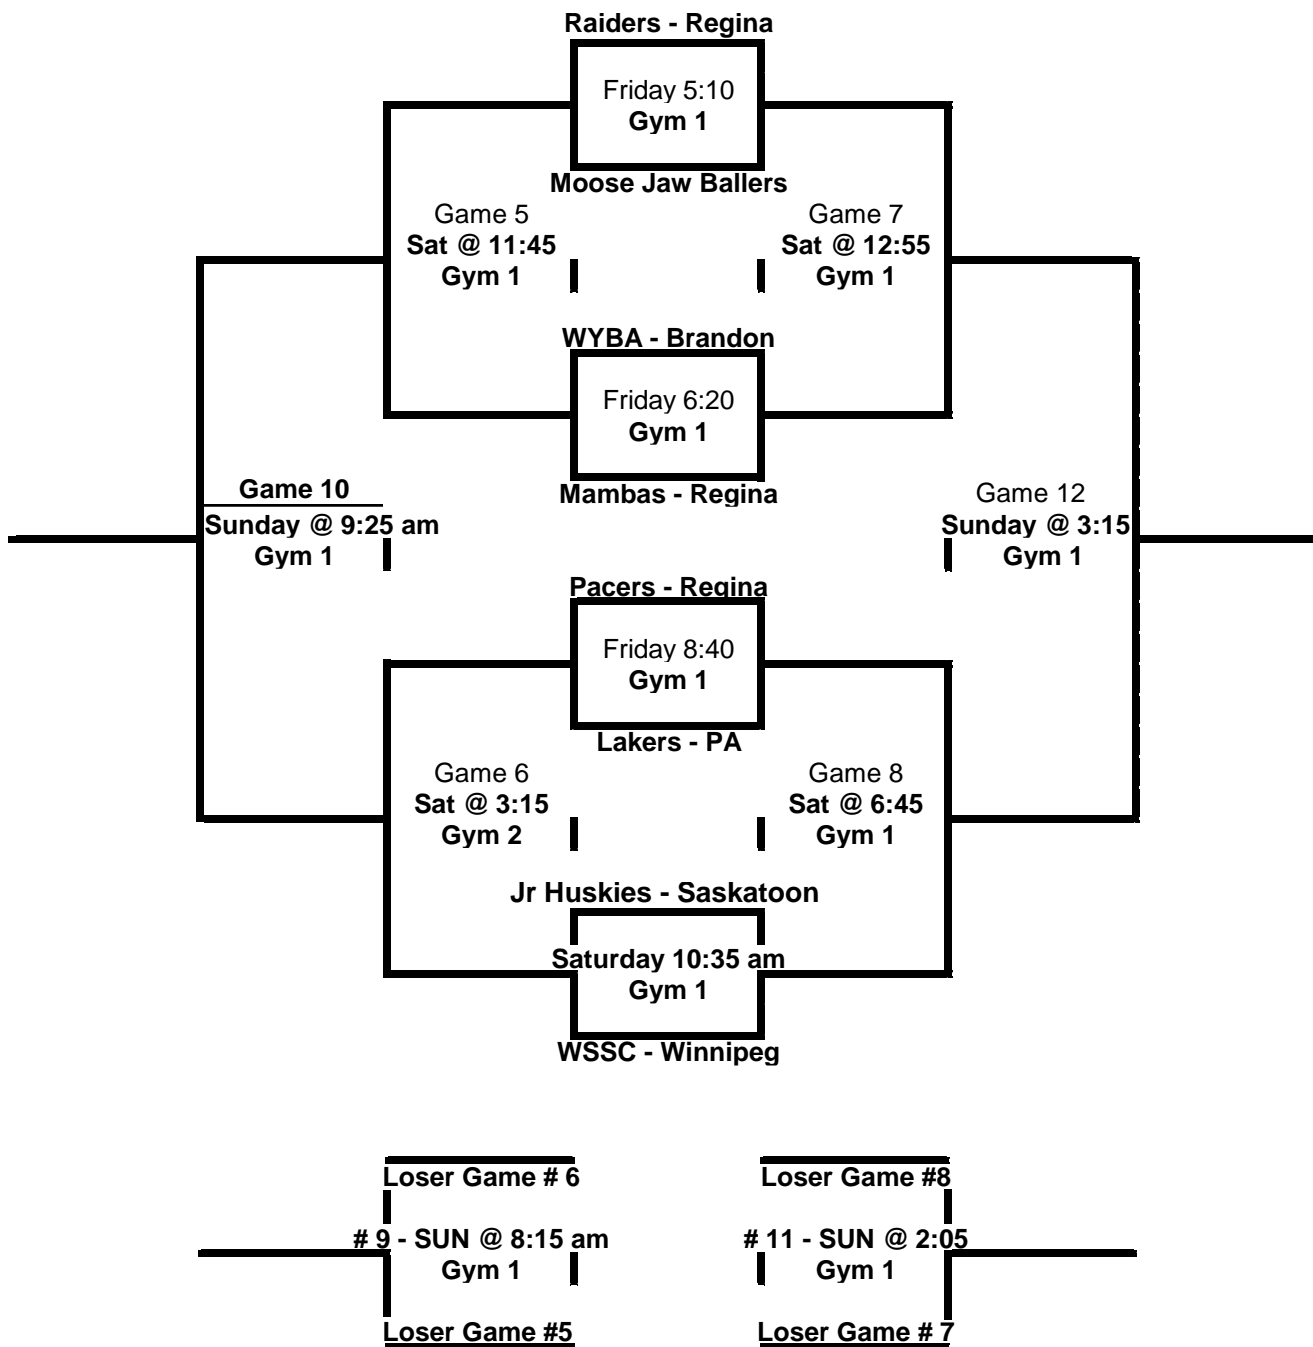 Raiders - Regina
Friday 5:10
Gym 1
Moose Jaw Ballers
Game 5
Sat @ 11:45
Gym 1
Game 7
Sat @ 12:55
Gym 1
WYBA - Brandon
Friday 6:20
Gym 1
Mambas - Regina
Game 10
Sunday @ 9:25 am
Gym 1
Game 12
Sunday @ 3:15
Gym 1
Pacers - Regina
Friday 8:40
Gym 1
Lakers - PA
Game 6
Sat @ 3:15
Gym 2
Game 8
Sat @ 6:45
Gym 1
Jr Huskies - Saskatoon
Saturday 10:35 am
Gym 1
WSSC - Winnipeg
Loser Game # 6
# 9 - SUN @ 8:15 am
Gym 1
Loser Game #5
Loser Game #8
# 11 - SUN @ 2:05
Gym 1
Loser Game # 7